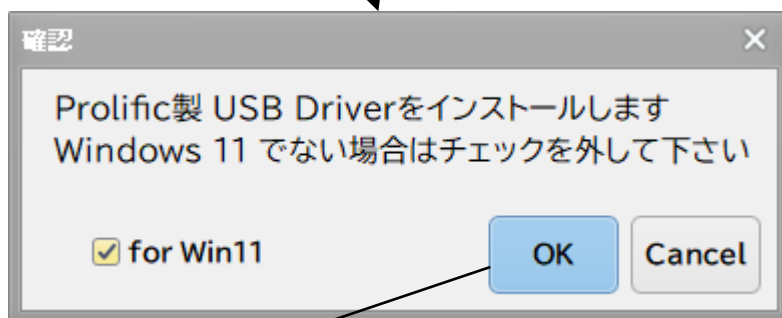 確認
Prolific製 USB Driverをインストールします
Windows 11 でない場合はチェックを外して下さい
for Win11
OK
Cancel